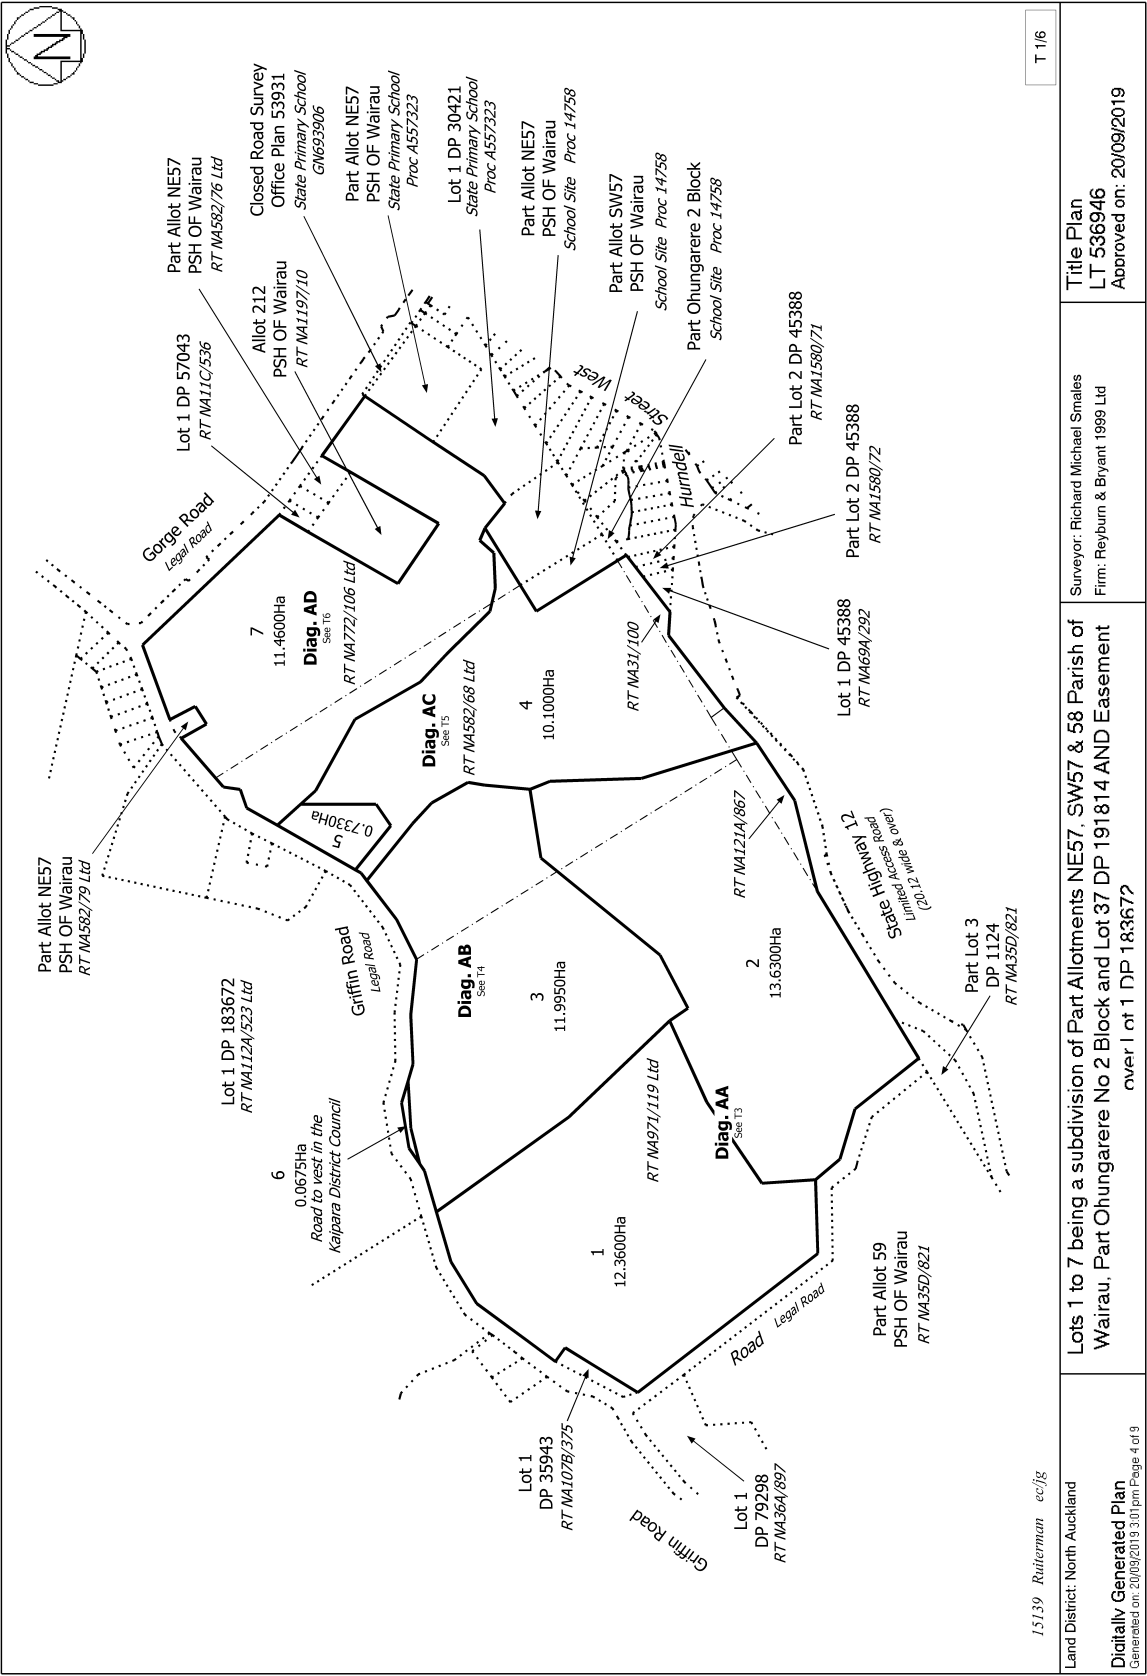 N
T 1/6
Part Allot NE57
PSH OF Wairau
RT NA582/79 Ltd
Lot 1 DP 57043
RT NA11C/536
Part Allot NE57
PSH OF Wairau
RT NA582/76 Ltd
Allot 212
PSH OF Wairau
RT NA1197/10
Closed Road Survey
Office Plan 53931
State Primary School
GN693906
Part Allot NE57
PSH OF Wairau
State Primary School
Proc A557323
Lot 1 DP 30421
State Primary School
Proc A557323
Part Allot NE57
PSH OF Wairau
School Site Proc 14758
Part Allot SW57
PSH OF Wairau
School Site Proc 14758
Part Ohungarere 2 Block
School Site Proc 14758
Part Lot 2 DP 45388
RT NA1580/71
Part Lot 2 DP 45388
RT NA1580/72
Lot 1 DP 45388
RT NA69A/292
Gorge Road
Legal Road
West
Street
Hurndell
7
11.4600Ha
Diag. AD
See T6
RT NA772/106 Ltd
Diag. AC
See T5
RT NA582/68 Ltd
4
10.1000Ha
RT NA31/100
5
0.7330Ha
Griffin Road
Legal Road
Lot 1 DP 183672
RT NA112A/523 Ltd
Diag. AB
See T4
3
11.9950Ha
RT NA121A/867
2
13.6300Ha
State Highway 12
Limited Access Road
(20.12 wide & over)
Part Lot 3
DP 1124
RT NA35D/821
6
0.0675Ha
Road to vest in the
Kaipara District Council
RT NA971/119 Ltd
Diag. AA
See T3
1
12.3600Ha
Part Allot 59
PSH OF Wairau
RT NA35D/821
Road
Legal Road
Lot 1
DP 35943
RT NA107B/375
Lot 1
DP 79298
RT NA36A/897
Griffin Road
15139 Ruiterman ec/jg
Land District: North Auckland
Digitally Generated Plan
Generated on: 20/09/2019 3:01pm Page 4 of 9
Lots 1 to 7 being a subdivision of Part Allotments NE57, SW57 & 58 Parish of
Wairau, Part Ohungarere No 2 Block and Lot 37 DP 191814 AND Easement
over Lot 1 DP 183672
Surveyor: Richard Michael Smales
Firm: Reyburn & Bryant 1999 Ltd
Title Plan
LT 536946
Approved on: 20/09/2019